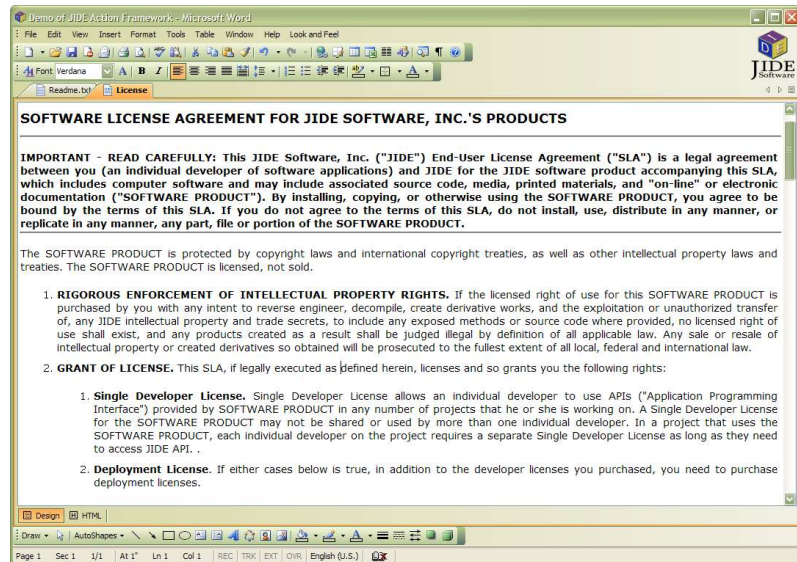 Demo of JIDE Action Framework - Microsoft Word
File Edit View Insert Format Tools Table Window Help Look and Feel
Font Verdana
JIDE
Software
Readme.txt License
SOFTWARE LICENSE AGREEMENT FOR JIDE SOFTWARE, INC.'S PRODUCTS
IMPORTANT - READ CAREFULLY: This JIDE Software, Inc. ("JIDE") End-User License Agreement ("SLA") is a legal agreement
between you (an individual developer of software applications) and JIDE for the JIDE software product accompanying this SLA,
which includes computer software and may include associated source code, media, printed materials, and "on-line" or electronic
documentation ("SOFTWARE PRODUCT"). By installing, copying, or otherwise using the SOFTWARE PRODUCT, you agree to be
bound by the terms of this SLA. If you do not agree to the terms of this SLA, do not install, use, distribute in any manner, or
replicate in any manner, any part, file or portion of the SOFTWARE PRODUCT.
The SOFTWARE PRODUCT is protected by copyright laws and international copyright treaties, as well as other intellectual property laws and
treaties. The SOFTWARE PRODUCT is licensed, not sold.
1. RIGOROUS ENFORCEMENT OF INTELLECTUAL PROPERTY RIGHTS. If the licensed right of use for this SOFTWARE PRODUCT is
purchased by you with any intent to reverse engineer, decompile, create derivative works, and the exploitation or unauthorized transfer
of, any JIDE intellectual property and trade secrets, to include any exposed methods or source code where provided, no licensed right of
use shall exist, and any products created as a result shall be judged illegal by definition of all applicable law. Any sale or resale of
intellectual property or created derivatives so obtained will be prosecuted to the fullest extent of all local, federal and international law.
2. GRANT OF LICENSE. This SLA, if legally executed as defined herein, licenses and so grants you the following rights:
1. Single Developer License. Single Developer License allows an individual developer to use APIs ("Application Programming
Interface") provided by SOFTWARE PRODUCT in any number of projects that he or she is working on. A Single Developer License
for the SOFTWARE PRODUCT may not be shared or used by more than one individual developer. In a project that uses the
SOFTWARE PRODUCT, each individual developer on the project requires a separate Single Developer License as long as they need
to access JIDE API. .
2. Deployment License. If either cases below is true, in addition to the developer licenses you purchased, you need to purchase
deployment licenses.
Design HTML
Draw AutoShapes
Page 1 Sec 1 1/1 At 1" Ln 1 Col 1 REC TRK EXT OVR English (U.S.)